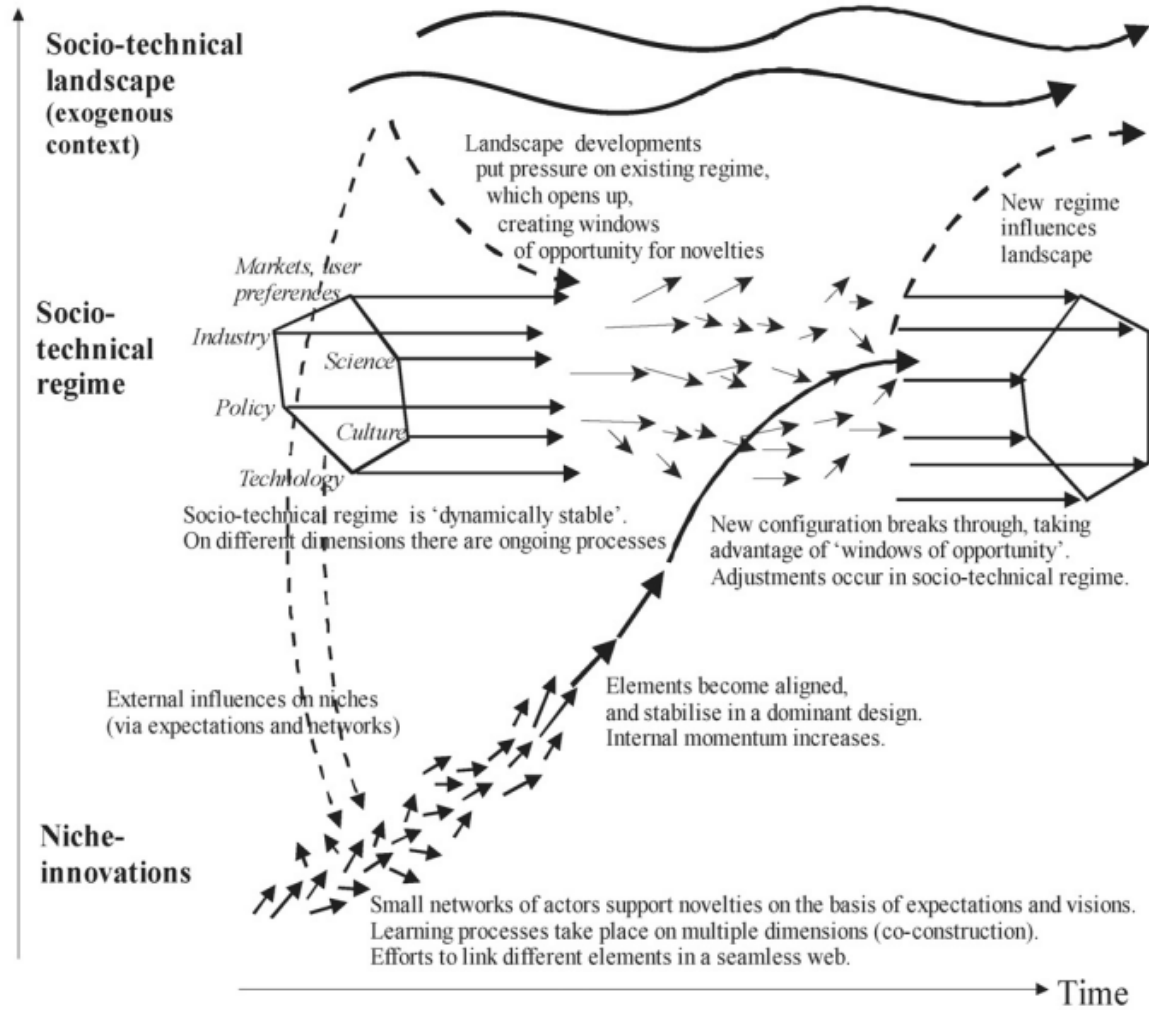 Socio-technical
landscape
(exogenous
context)
Landscape developments
put pressure on existing regime,
which opens up,
creating windows
of opportunity for novelties
New regime
influences
landscape
Markets, user
preferences
Socio-
technical
regime
Industry
Science
Policy
Culture
Technology
Socio-technical regime is ‘dynamically stable’.
On different dimensions there are ongoing processes
New configuration breaks through, taking
advantage of ‘windows of opportunity’.
Adjustments occur in socio-technical regime.
External influences on niches
(via expectations and networks)
Elements become aligned,
and stabilise in a dominant design.
Internal momentum increases.
Niche-
innovations
Small networks of actors support novelties on the basis of expectations and visions.
Learning processes take place on multiple dimensions (co-construction).
Efforts to link different elements in a seamless web.
Time